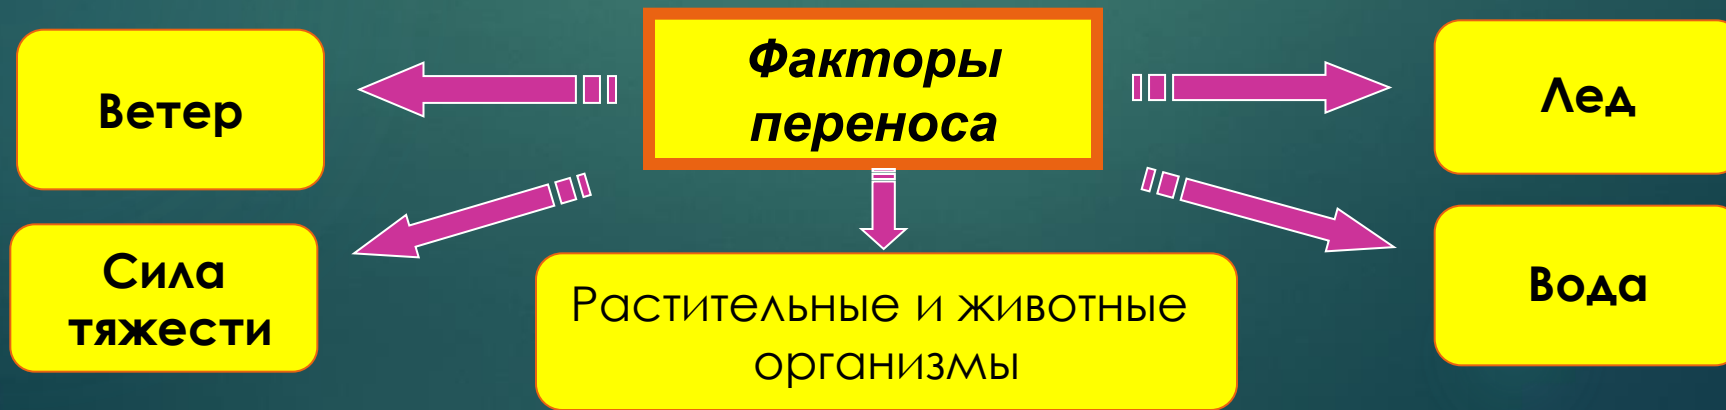 Факторы
переноса
Ветер
Лед
Сила
тяжести
Растительные и животные
организмы
Вода